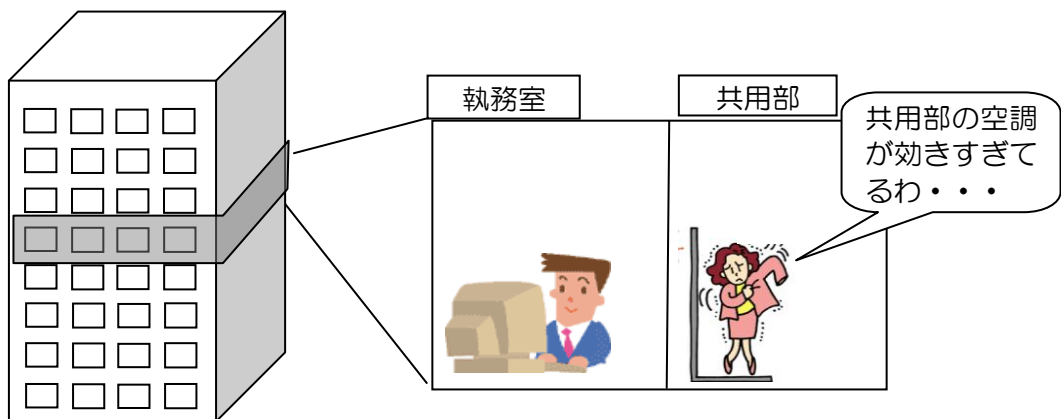 執務室
共用部
共用部の空調
が効きすぎて
るわ・・・